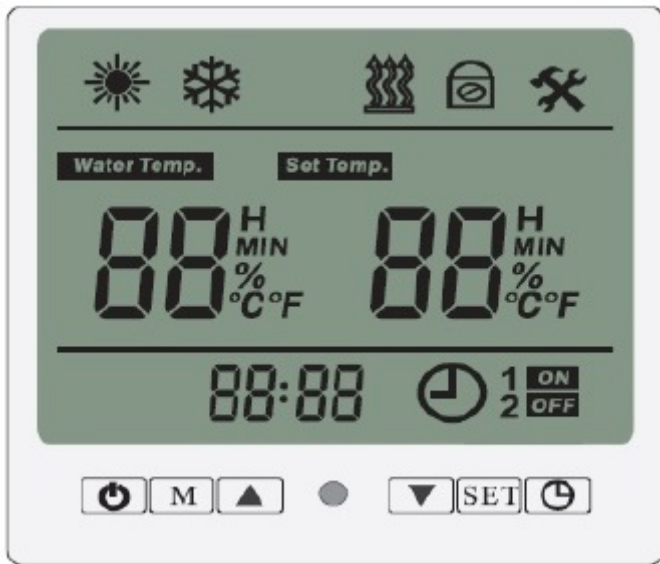 Water Temp. Set Temp.
88 H MIN % °C°F 88 H MIN % °C°F
88:88 1 ON 2 OFF
M SET